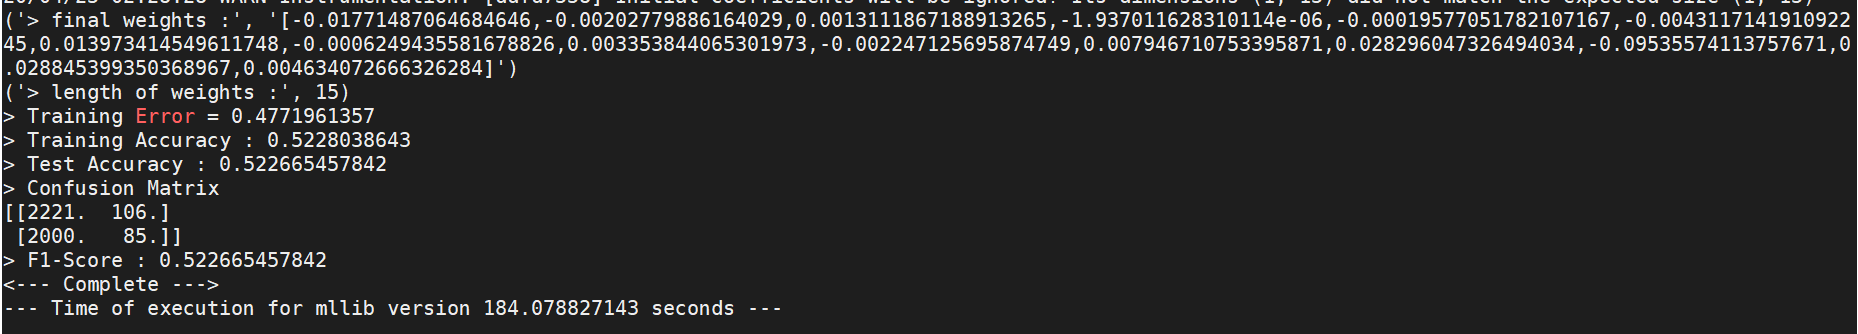 ('> final weights :', '[-0.01771487064684646,-0.00202779886164029,0.0013111867188913265,-1.937011628310114e-06,-0.00019577051782107167,-0.0043117141910922
45,0.013973414549611748,-0.0006249435581678826,0.003353844065301973,-0.002247125695874749,0.007946710753395871,0.028296047326494034,-0.09535574113757671,0
.028845399350368967,0.004634072666326284]')
('> length of weights :', 15)
> Training Error = 0.4771961357
> Training Accuracy : 0.5228038643
> Test Accuracy : 0.522665457842
> Confusion Matrix
[[2221.  106.]
 [2000.   85.]]
> F1-Score : 0.522665457842
<--- Complete --->
--- Time of execution for mllib version 184.078827143 seconds ---